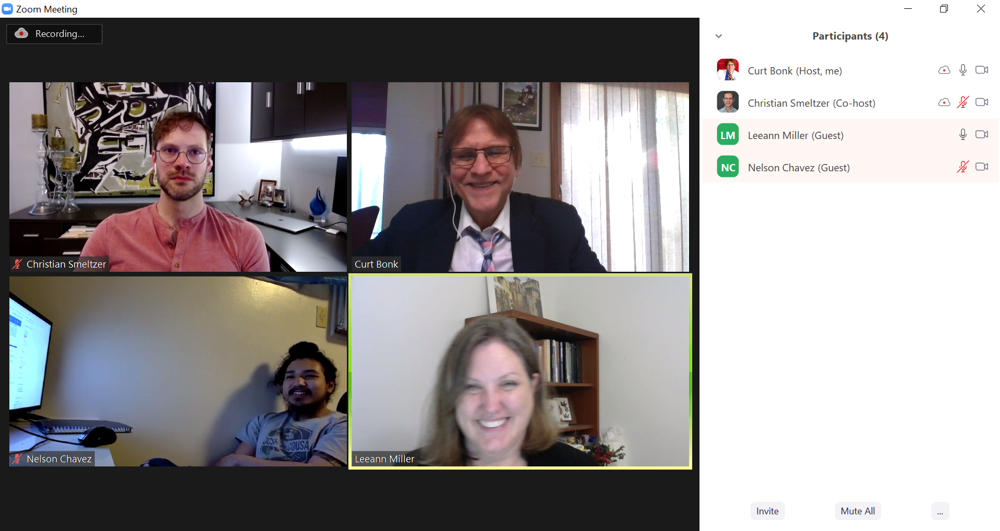 Zoom Meeting
Recording...
Participants (4)
Curt Bonk (Host, me)
Christian Smeltzer (Co-host)
LM Leeann Miller (Guest)
NC Nelson Chavez (Guest)
Christian Smeltzer
Curt Bonk
Nelson Chavez
Leeann Miller
Invite
Mute All
...